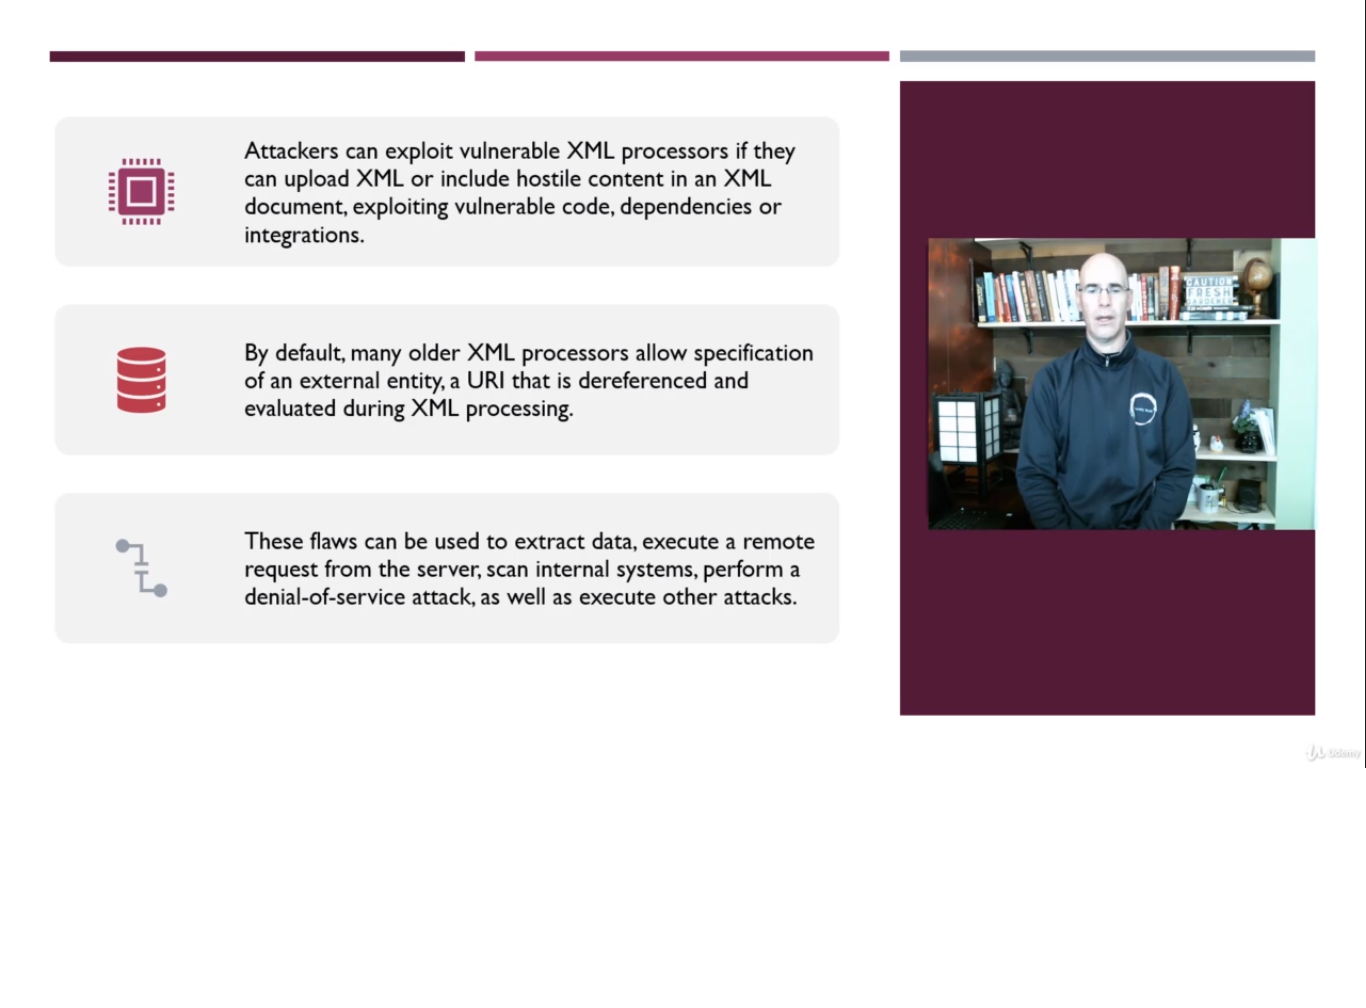 Attackers can exploit vulnerable XML processors if they
can upload XML or include hostile content in an XML
document, exploiting vulnerable code, dependencies or
integrations.
By default, many older XML processors allow specification
of an external entity, a URI that is dereferenced and
evaluated during XML processing.
These flaws can be used to extract data, execute a remote
request from the server, scan internal systems, perform a
denial-of-service attack, as well as execute other attacks.
CAUTION
FRESH
GARDENER
Udemy